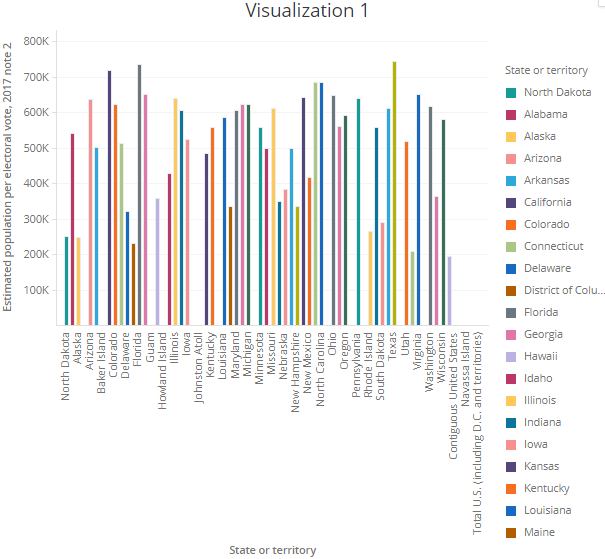 Visualization 1
Estimated population per electoral vote, 2017 note 2
800K
700K
600K
500K
400K
300K
200K
100K
North Dakota
Alaska
Arizona
Baker Island
Colorado
Delaware
Florida
Guam
Howland Island
Illinois
Iowa
Johnston Atoll
Kentucky
Louisiana
Maryland
Michigan
Minnesota
Missouri
Nebraska
New Hampshire
New Mexico
North Carolina
Ohio
Oregon
Pennsylvania
Rhode Island
South Dakota
Texas
Utah
Virginia
Washington
Wisconsin
Contiguous United States
Navassa Island
Total U.S. (including D.C. and territories)
State or territory
State or territory
North Dakota
Alabama
Alaska
Arizona
Arkansas
California
Colorado
Connecticut
Delaware
District of Colu...
Florida
Georgia
Hawaii
Idaho
Illinois
Indiana
Iowa
Kansas
Kentucky
Louisiana
Maine